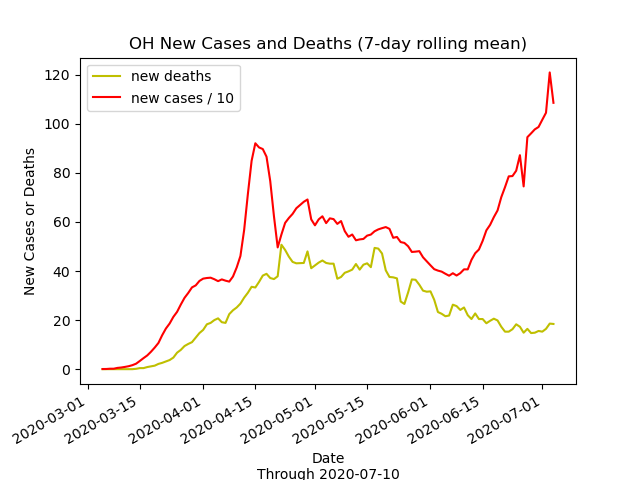 OH New Cases and Deaths (7-day rolling mean)
new deaths
new cases / 10
120
100
80
60
40
20
0
New Cases or Deaths
2020-03-01
2020-03-15
2020-04-01
2020-04-15
2020-05-01
2020-05-15
2020-06-01
2020-06-15
2020-07-01
Date
Through 2020-07-10